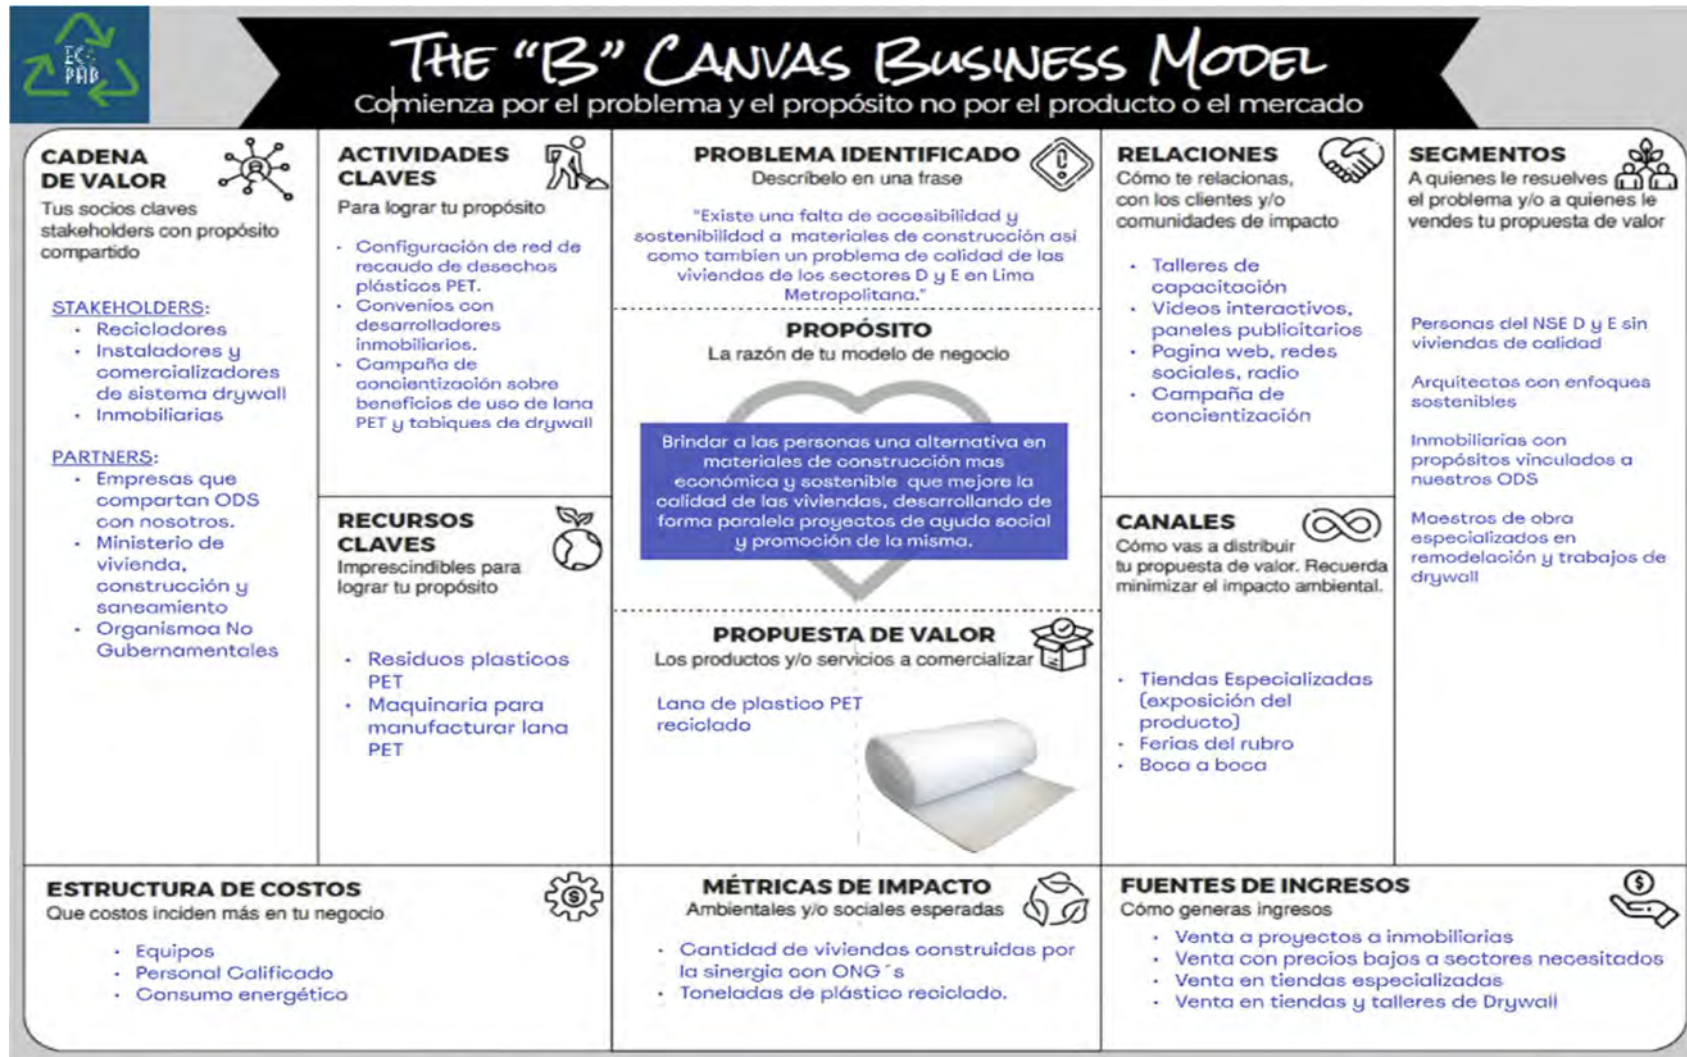 EC
PAB
THE "B" CANVAS BUSINESS MODEL
Comienza por el problema y el propósito no por el producto o el mercado
CADENA
DE VALOR
Tus socios claves
stakeholders con propósito
compartido
STAKEHOLDERS:
• Recicladores
• Instaladores y
comercializadores
de sistema drywall
• Inmobiliarias
PARTNERS:
• Empresas que
compartan ODS
con nosotros.
• Ministerio de
vivienda,
construcción y
saneamiento
• Organismoa No
Gubernamentales
ACTIVIDADES
CLAVES
Para lograr tu propósito
• Configuración de red de
recaudo de desechos
plásticos PET.
• Convenios con
desarrolladores
inmobiliarios.
• Campaña de
concientización sobre
beneficios de uso de lana
PET y tabiques de drywall
RECURSOS
CLAVES
Imprescindibles para
lograr tu propósito
• Residuos plasticos
PET
• Maquinaria para
manufacturar lana
PET
PROBLEMA IDENTIFICADO
Descríbelo en una frase
"Existe una falta de accesibilidad y
sostenibilidad a materiales de construcción asi
como tambien un problema de calidad de las
viviendas de los sectores D y E en Lima
Metropolitana."
PROPÓSITO
La razón de tu modelo de negocio
Brindar a las personas una alternativa en
materiales de construcción mas
económica y sostenible que mejore la
calidad de las viviendas, desarrollando de
forma paralela proyectos de ayuda social
y promoción de la misma.
PROPUESTA DE VALOR
Los productos y/o servicios a comercializar
Lana de plastico PET
reciclado
RELACIONES
Cómo te relacionas,
con los clientes y/o
comunidades de impacto
• Talleres de
capacitación
• Videos interactivos,
paneles publicitarios
• Pagina web, redes
sociales, radio
• Campaña de
concientización
CANALES
Cómo vas a distribuir
tu propuesta de valor. Recuerda
minimizar el impacto ambiental.
• Tiendas Especializadas
(exposición del
producto)
• Ferias del rubro
• Boca a boca
SEGMENTOS
A quienes le resuelves
el problema y/o a quienes le
vendes tu propuesta de valor
Personas del NSE D y E sin
viviendas de calidad
Arquitectos con enfoques
sostenibles
Inmobiliarias con
propósitos vinculados a
nuestros ODS
Maestros de obra
especializados en
remodelación y trabajos de
drywall
ESTRUCTURA DE COSTOS
Que costos inciden más en tu negocio
• Equipos
• Personal Calificado
• Consumo energético
MÉTRICAS DE IMPACTO
Ambientales y/o sociales esperadas
• Cantidad de viviendas construidas por
la sinergia con ONG´s
• Toneladas de plástico reciclado.
FUENTES DE INGRESOS
Cómo generas ingresos
• Venta a proyectos a inmobiliarias
• Venta con precios bajos a sectores necesitados
• Venta en tiendas especializadas
• Venta en tiendas y talleres de Drywall